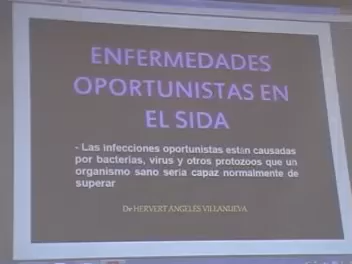 ENFERMEDADES
OPORTUNISTAS EN
EL SIDA
- Las infecciones oportunistas están causadas
por bacterias, virus y otros protozoos que un
organismo sano sería capaz normalmente de
superar
Dr HERVERT ANGELES VILLANUEVA